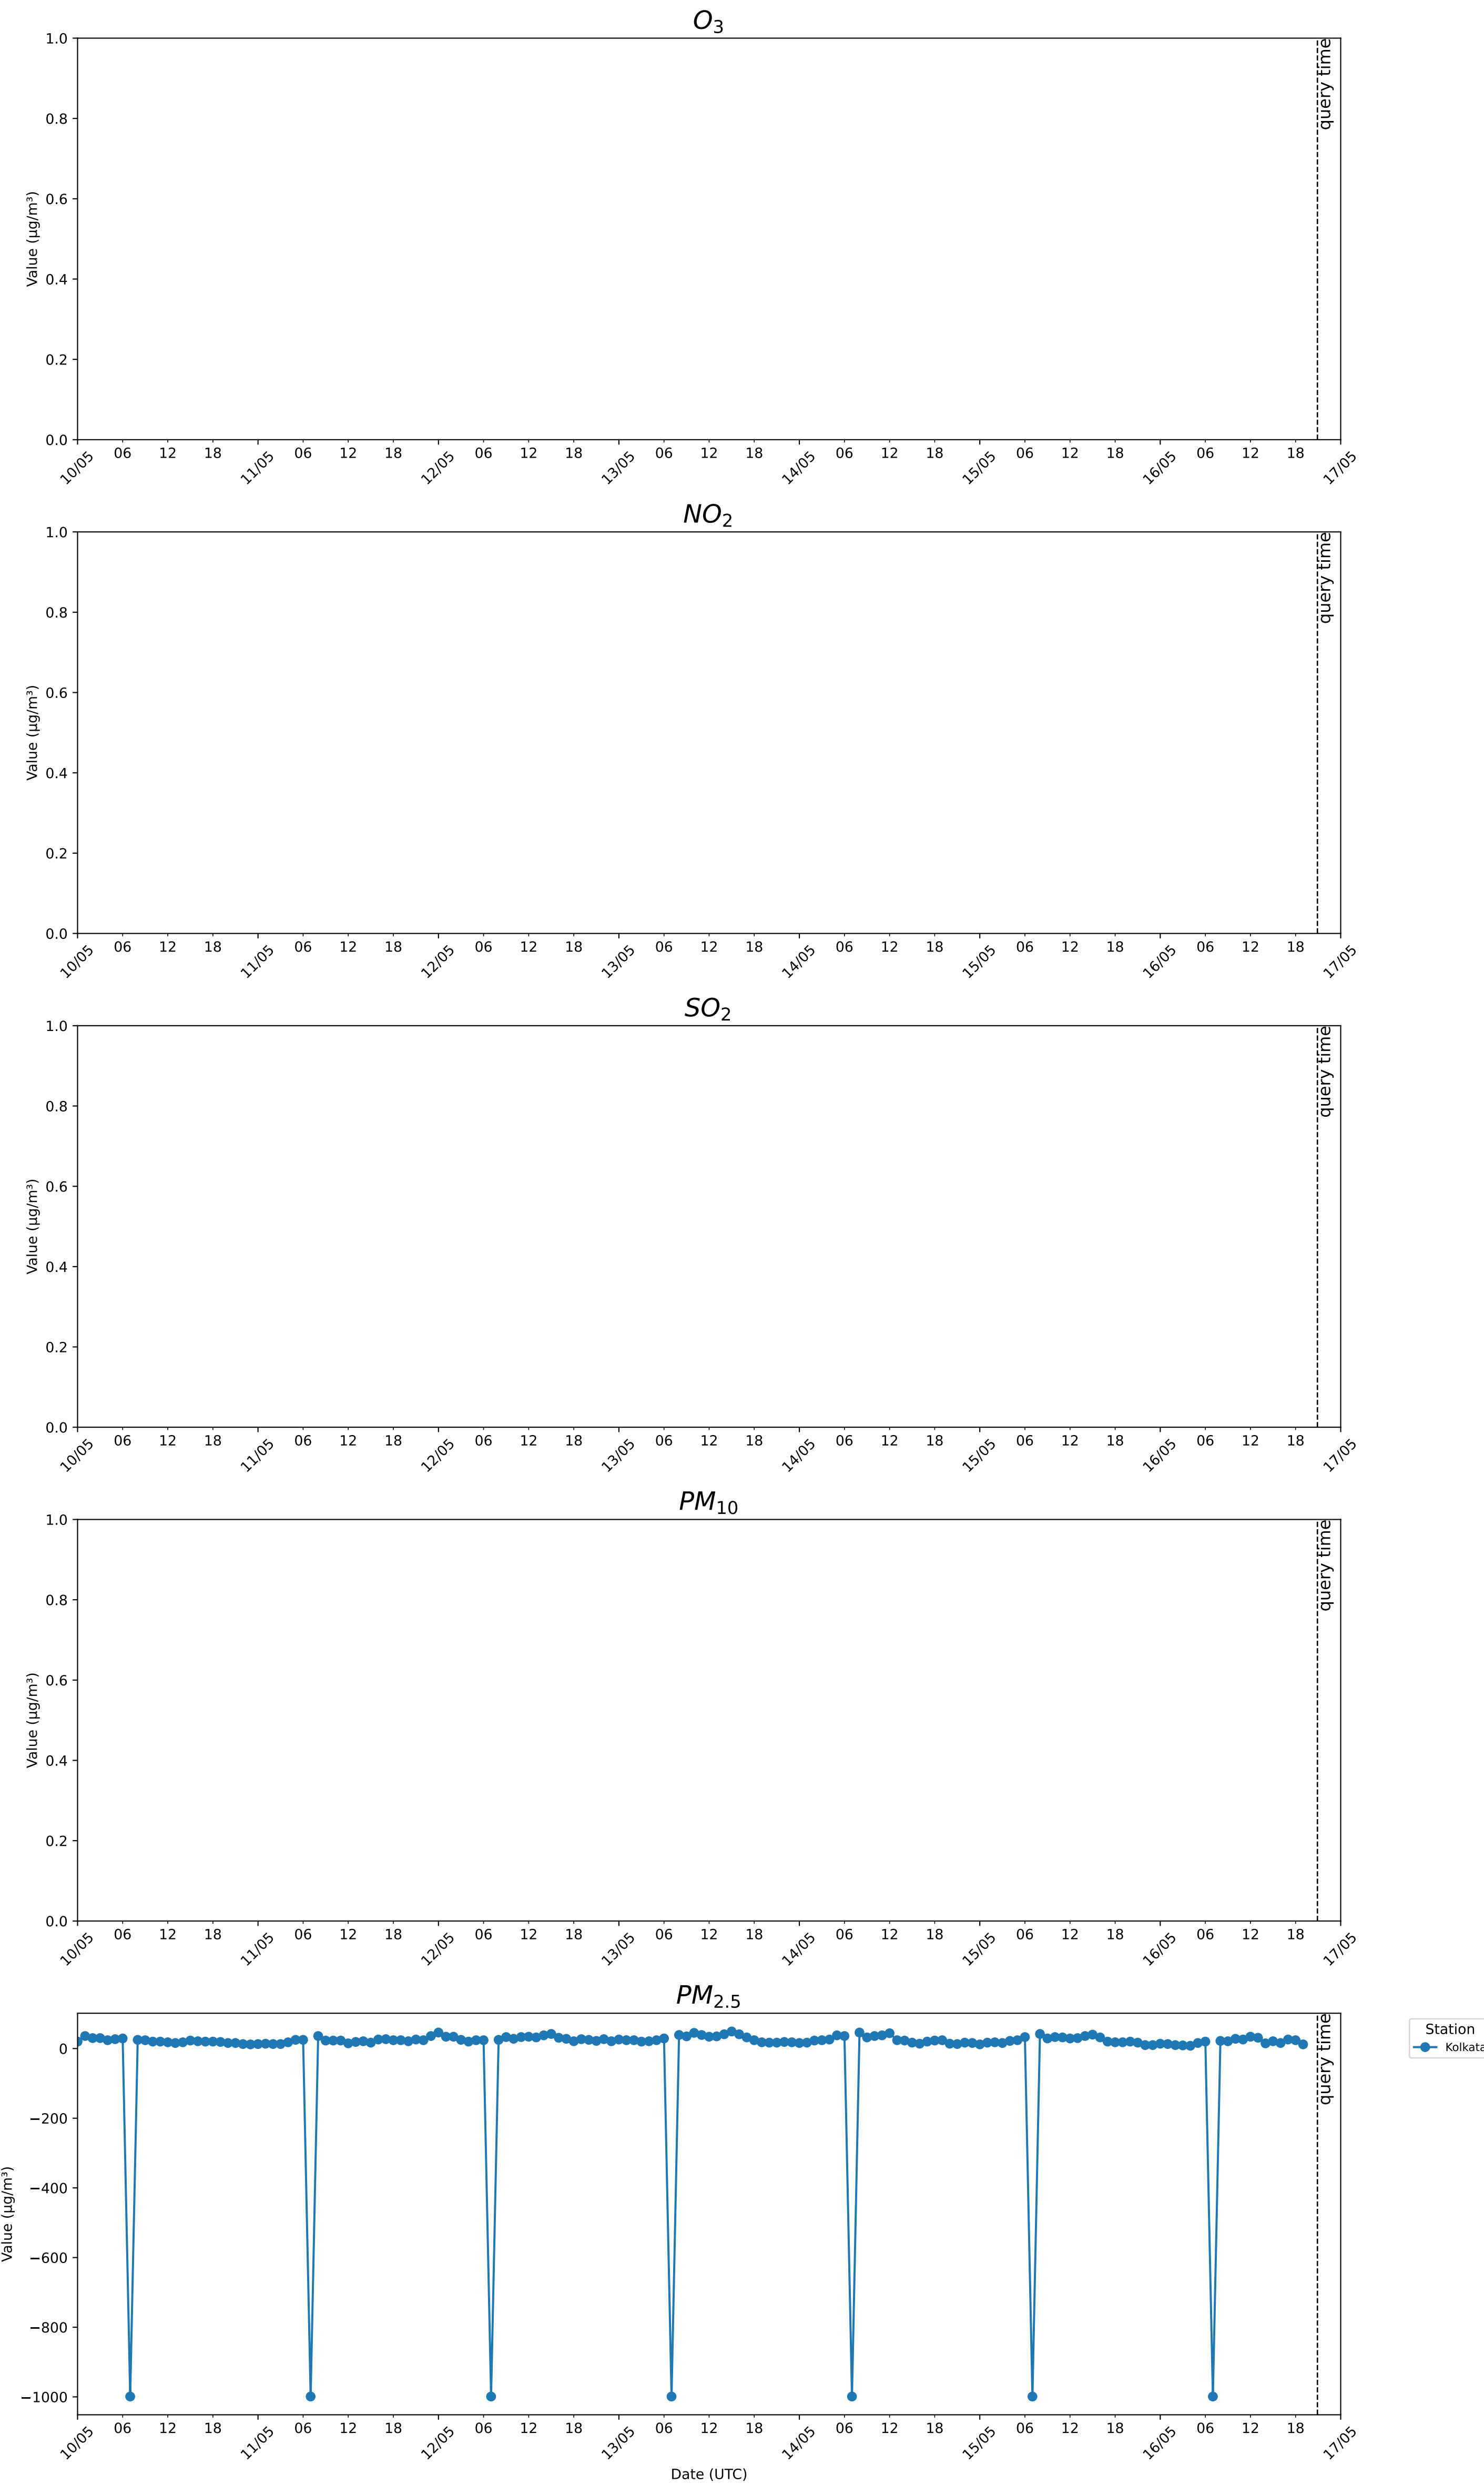 O₃
1.0
0.8
0.6
0.4
0.2
0.0
Value (µg/m³)
query time
10/05 06 12 18 11/05 06 12 18 12/05 06 12 18 13/05 06 12 18 14/05 06 12 18 15/05 06 12 18 16/05 06 12 18 17/05
NO₂
1.0
0.8
0.6
0.4
0.2
0.0
Value (µg/m³)
query time
10/05 06 12 18 11/05 06 12 18 12/05 06 12 18 13/05 06 12 18 14/05 06 12 18 15/05 06 12 18 16/05 06 12 18 17/05
SO₂
1.0
0.8
0.6
0.4
0.2
0.0
Value (µg/m³)
query time
10/05 06 12 18 11/05 06 12 18 12/05 06 12 18 13/05 06 12 18 14/05 06 12 18 15/05 06 12 18 16/05 06 12 18 17/05
PM₁₀
1.0
0.8
0.6
0.4
0.2
0.0
Value (µg/m³)
query time
10/05 06 12 18 11/05 06 12 18 12/05 06 12 18 13/05 06 12 18 14/05 06 12 18 15/05 06 12 18 16/05 06 12 18 17/05
PM₂.₅
0
−200
−400
−600
−800
−1000
Value (µg/m³)
query time
Station
Kolkata
10/05 06 12 18 11/05 06 12 18 12/05 06 12 18 13/05 06 12 18 14/05 06 12 18 15/05 06 12 18 16/05 06 12 18 17/05
Date (UTC)